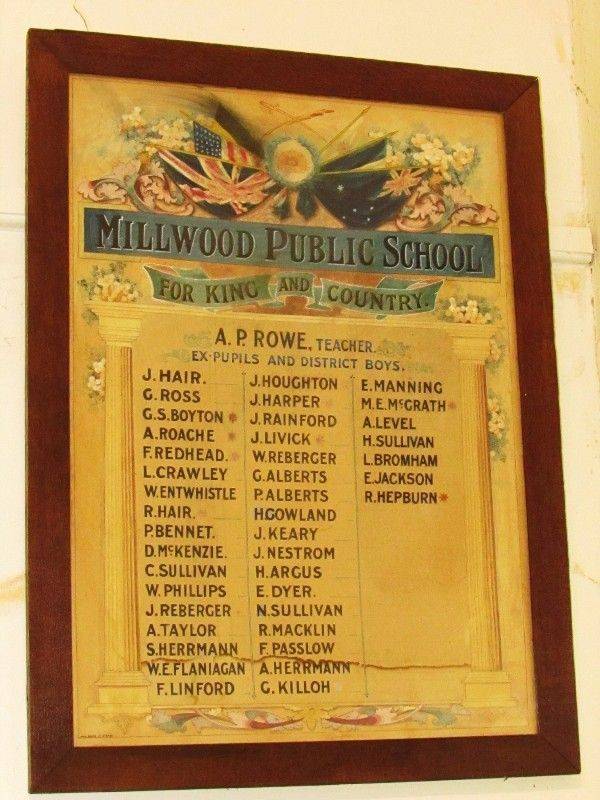 MILLWOOD PUBLIC SCHOOL
FOR KING AND COUNTRY.
A. P. ROWE, TEACHER.
EX-PUPILS AND DISTRICT BOYS.
J. HAIR.
G. ROSS
G.S. BOYTON *
A. ROACHE *
F. REDHEAD. *
L. CRAWLEY
W. ENTWHISTLE
R. HAIR. *
P. BENNET.
D. McKENZIE.
C. SULLIVAN
W. PHILLIPS
J. REBERGER
A. TAYLOR
S. HERRMANN
W.E. FLANIAGAN
F. LINFORD
J. HOUGHTON
J. HARPER *
J. RAINFORD
J. LIVICK *
W. REBERGER
G. ALBERTS
P. ALBERTS
H. GOWLAND
J. KEARY
J. NESTROM
H. ARGUS
E. DYER.
N. SULLIVAN
R. MACKLIN
F. PASSLOW
A. HERRMANN
G. KILLOH
E. MANNING
M.E. McGRATH *
A. LEVEL
H. SULLIVAN
L. BROMHAM
E. JACKSON
R. HEPBURN *